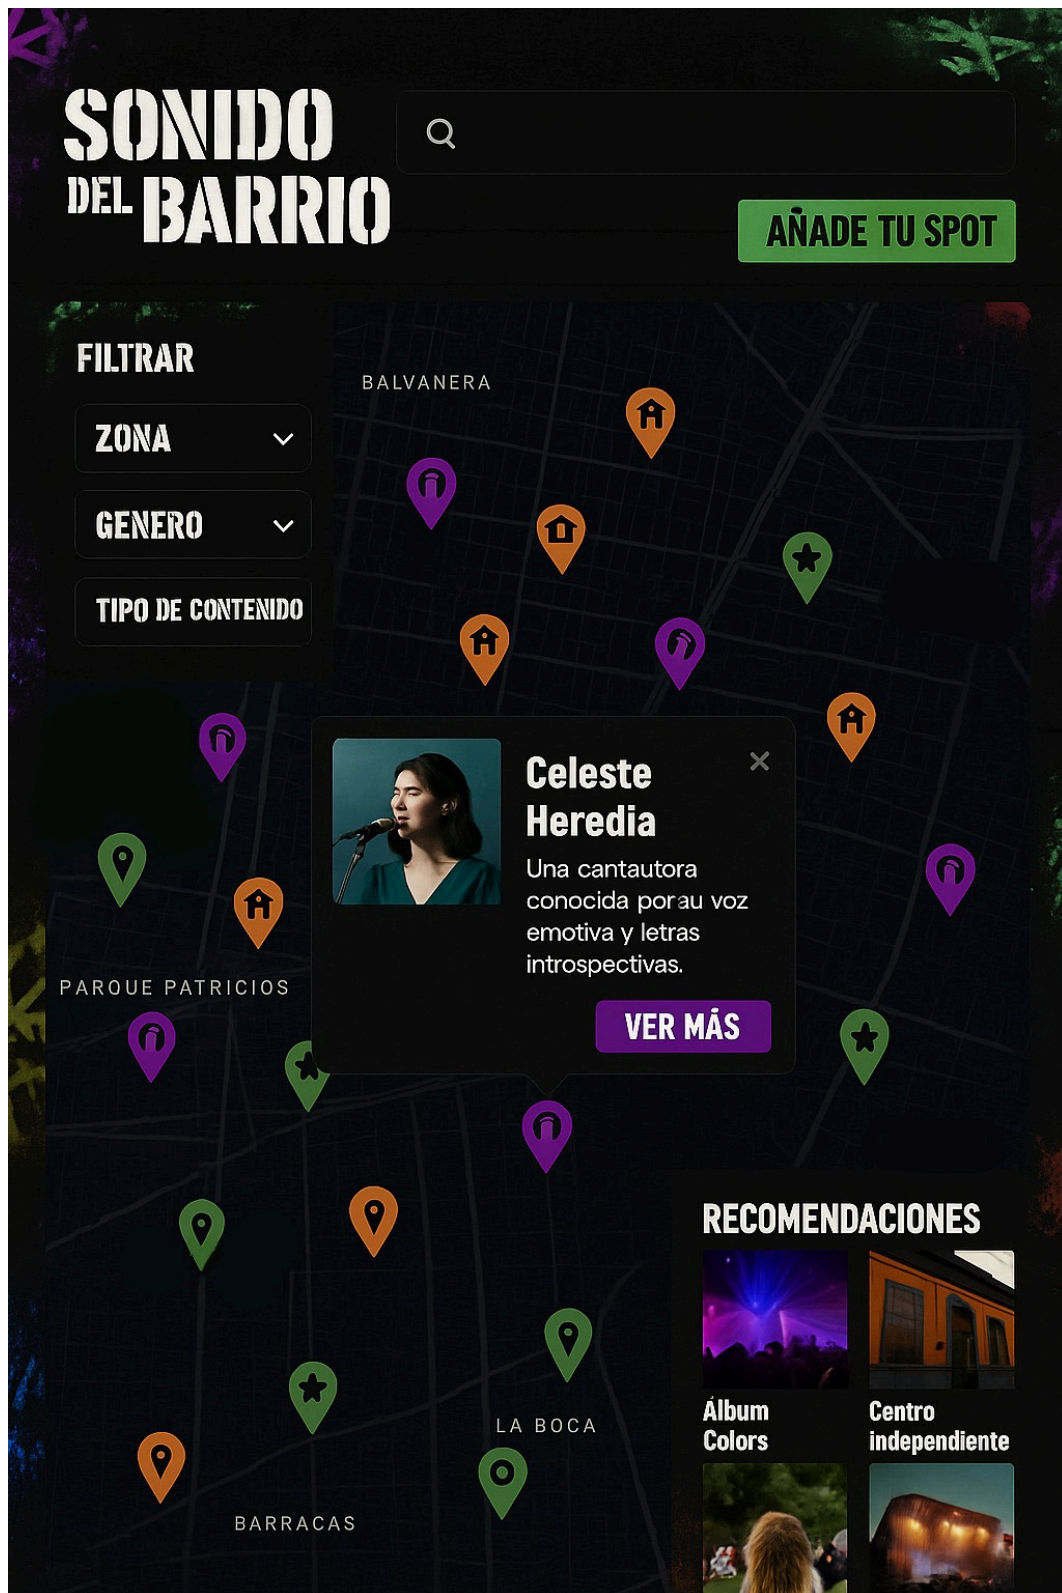 SONIDO
DEL BARRIO
AÑADE TU SPOT
FILTRAR
ZONA
GENERO
TIPO DE CONTENIDO
BALVANERA
Celeste
Heredia
Una cantautora
conocida porau voz
emotiva y letras
introspectivas.
VER MÁS
PARQUE PATRICIOS
RECOMENDACIONES
Álbum
Colors
Centro
independiente
LA BOCA
BARRACAS